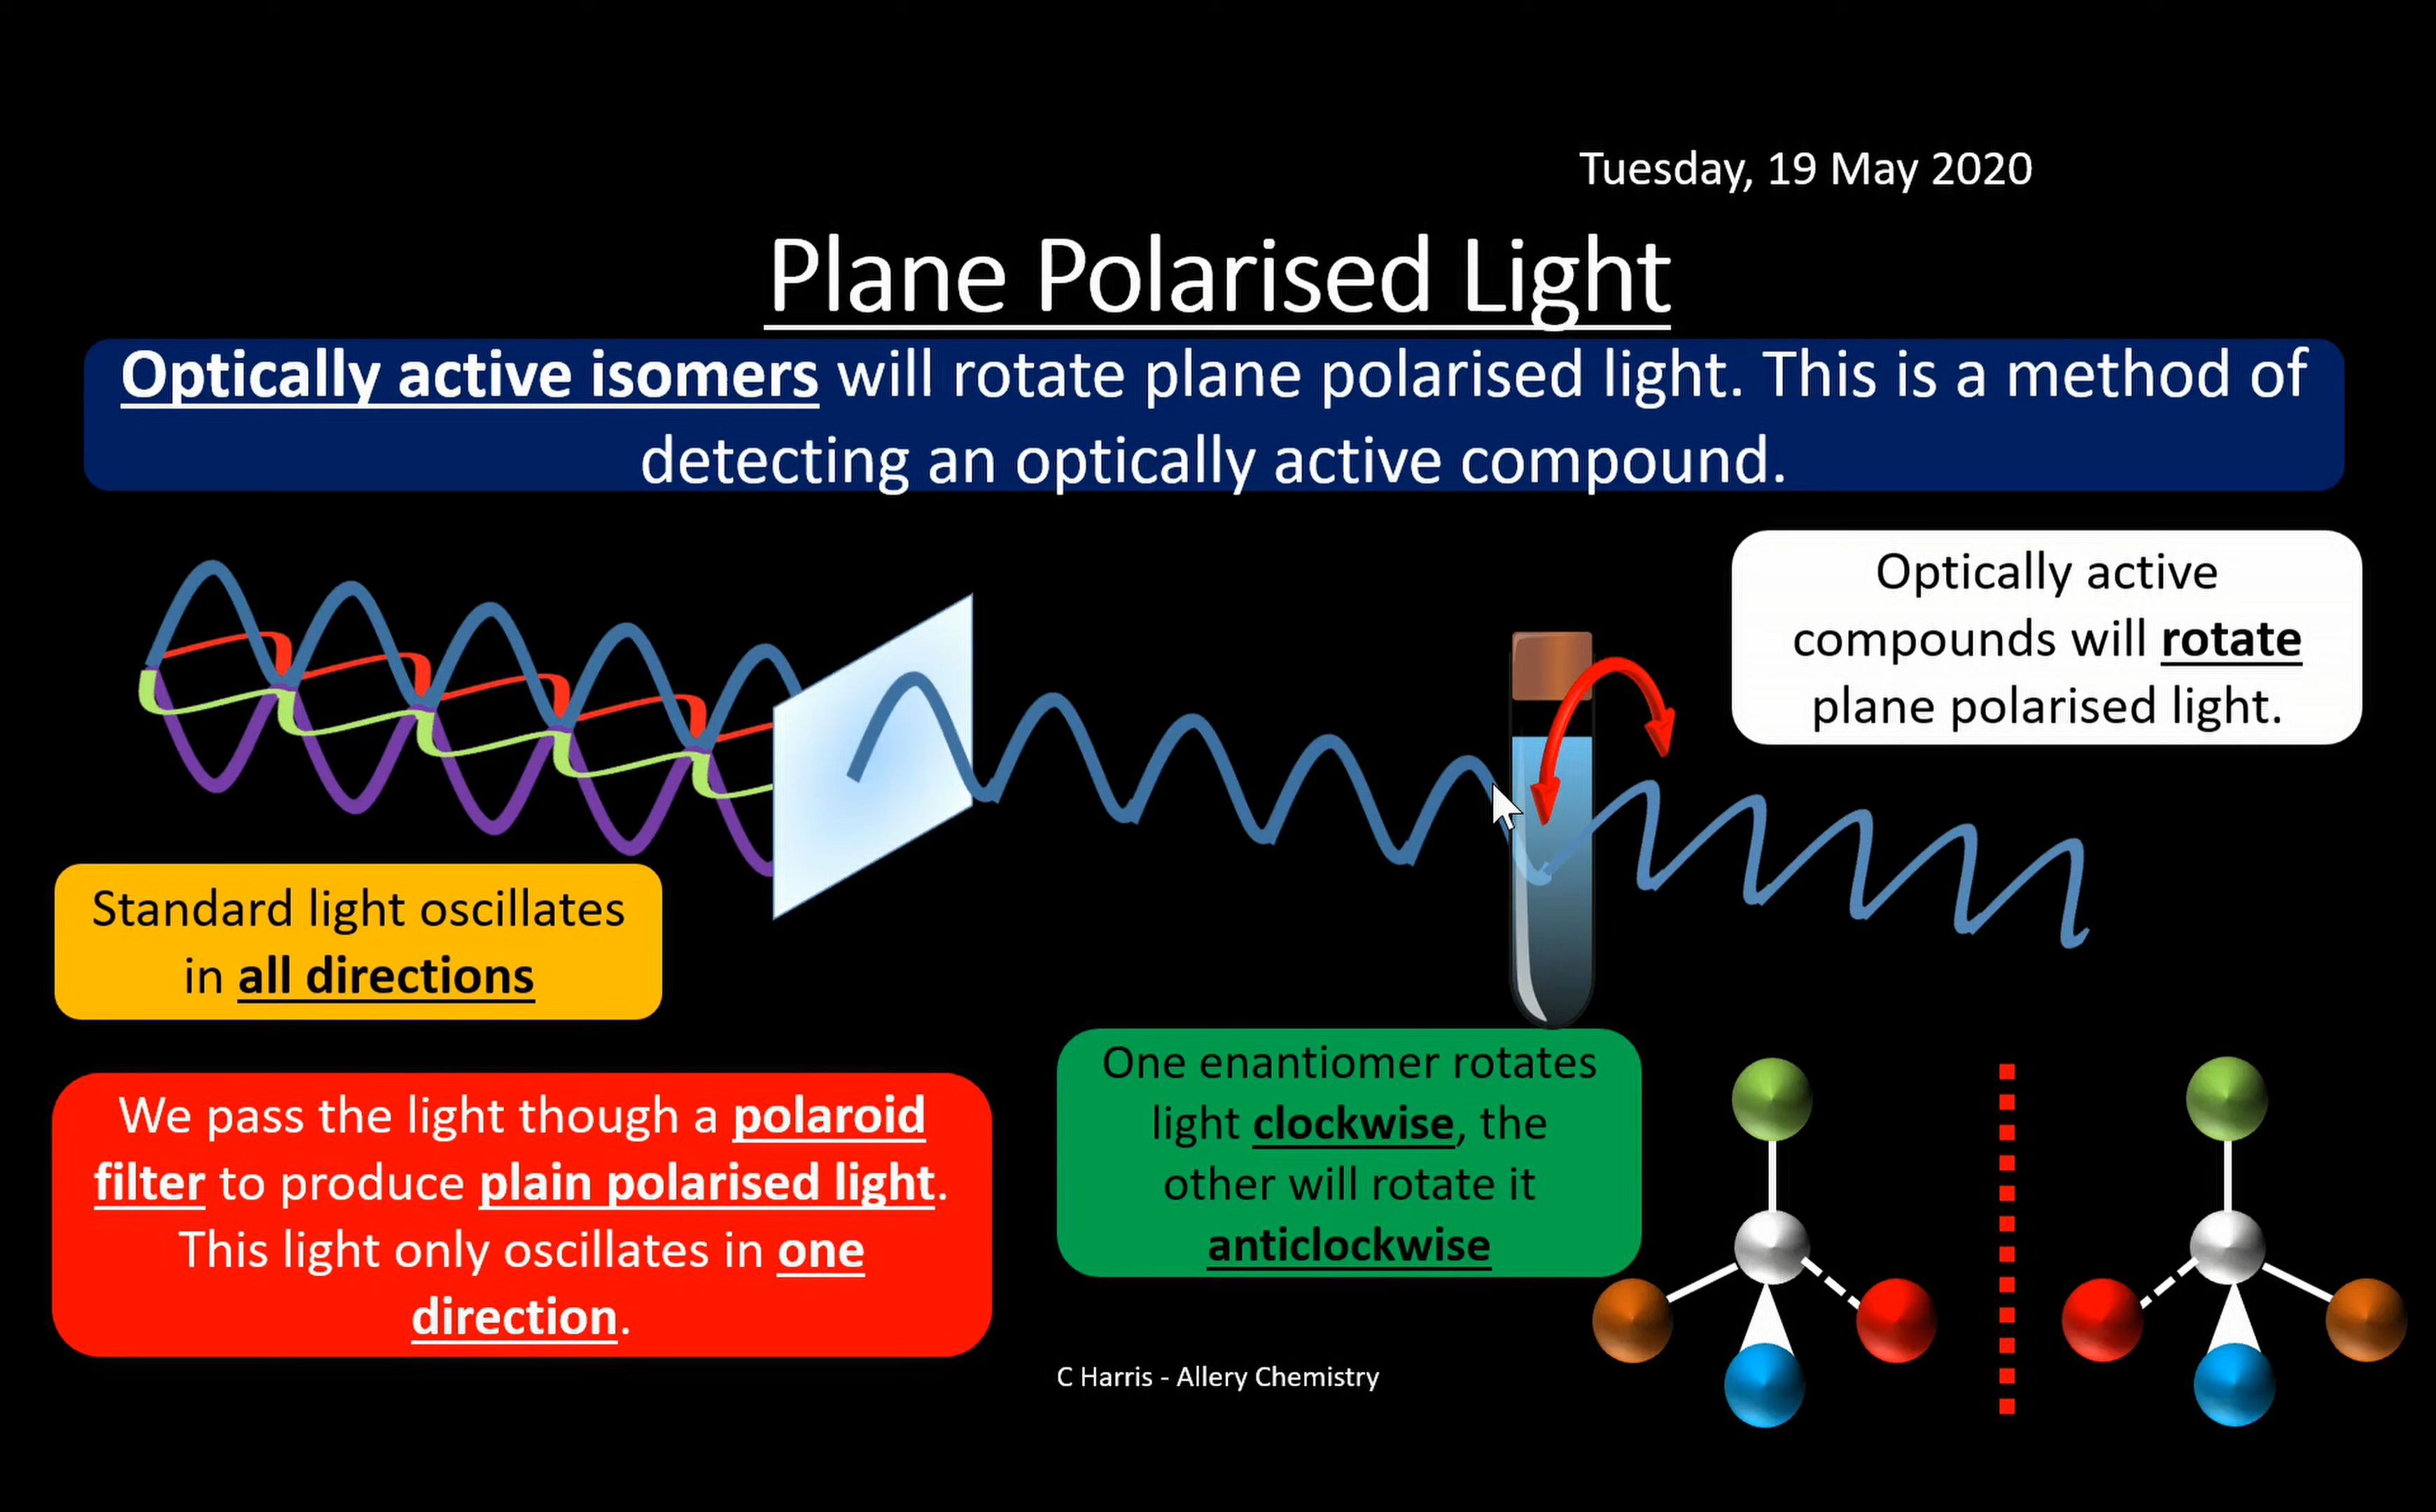 Tuesday, 19 May 2020
Plane Polarised Light
Optically active isomers will rotate plane polarised light. This is a method of
detecting an optically active compound.
Optically active
compounds will rotate
plane polarised light.
Standard light oscillates
in all directions
We pass the light though a polaroid
filter to produce plain polarised light.
This light only oscillates in one
direction.
One enantiomer rotates
light clockwise, the
other will rotate it
anticlockwise
C Harris - Allery Chemistry